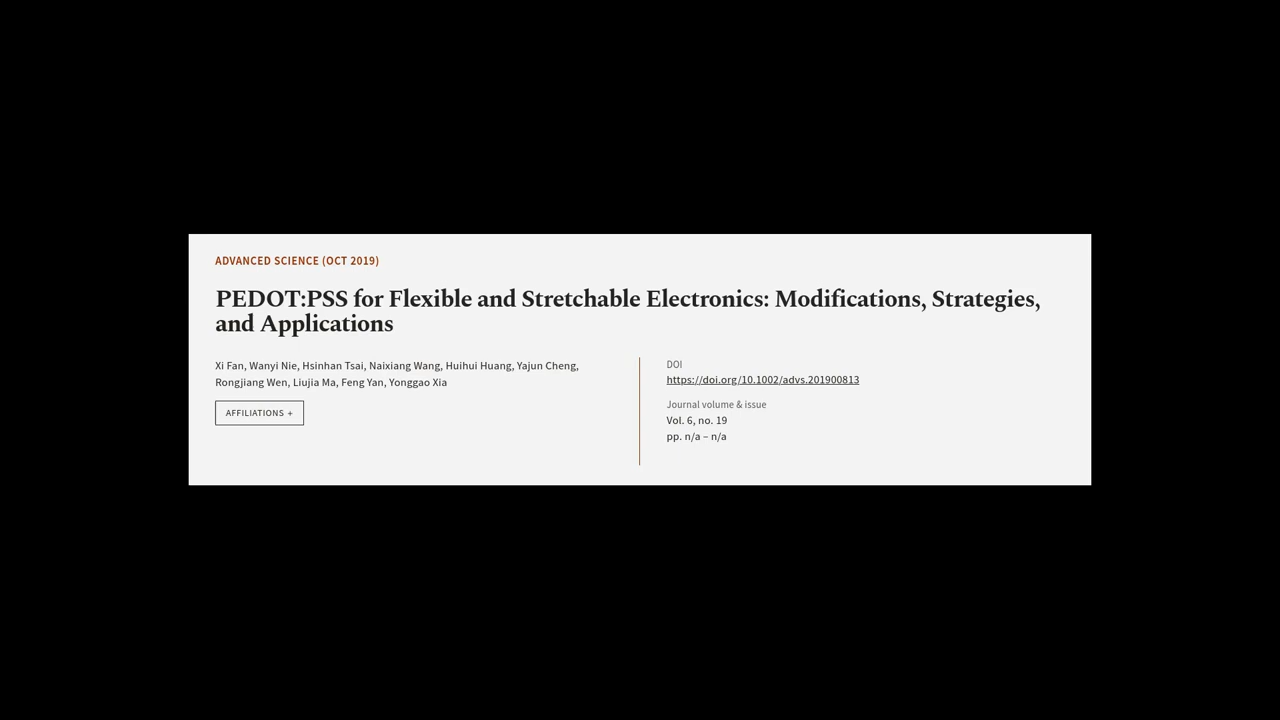 ADVANCED SCIENCE (OCT 2019)
PEDOT:PSS for Flexible and Stretchable Electronics: Modifications, Strategies,
and Applications
Xi Fan, Wanyi Nie, Hsinhan Tsai, Naixiang Wang, Huihui Huang, Yajun Cheng,
Rongjiang Wen, Liujia Ma, Feng Yan, Yonggao Xia
AFFILIATIONS +
DOI
https://doi.org/10.1002/advs.201900813
Journal volume & issue
Vol. 6, no. 19
pp. n/a – n/a